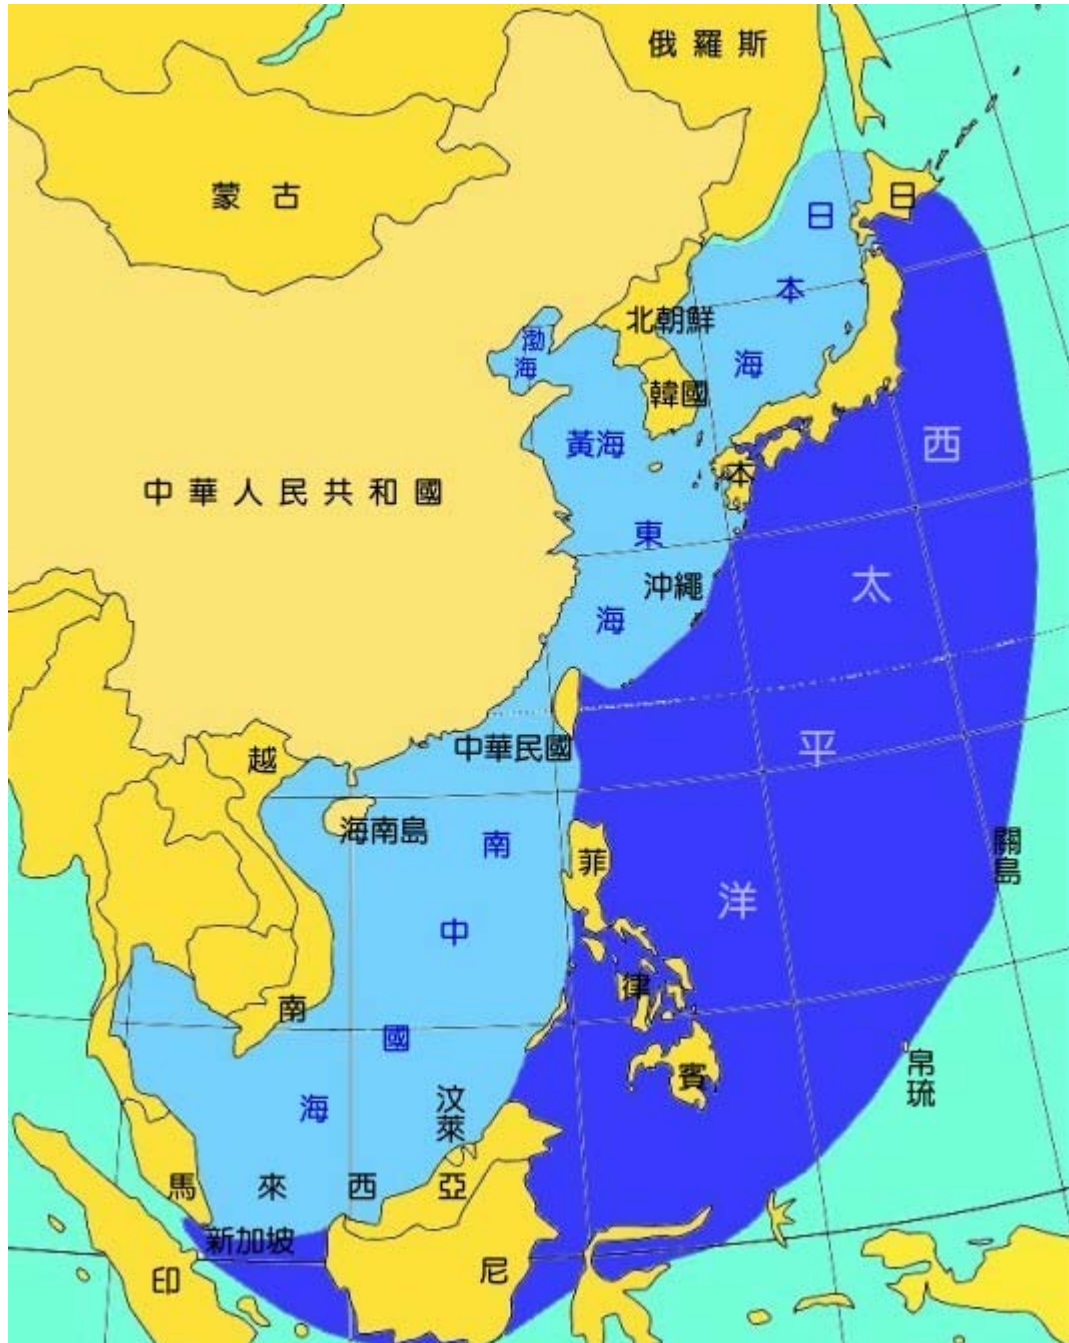 俄羅斯
蒙古
日本
日本海
北朝鮮
渤海
韓國
黃海
西太平洋
中華人民共和國
東海
沖繩
中華民國
越南
海南島
南中國海
菲律賓
關島
帛琉
汶萊
馬來西亞
新加坡
印尼